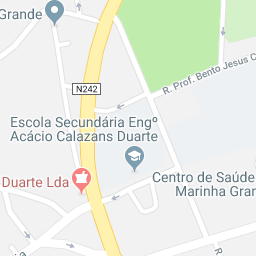 Grande
N242
R. Prof. Bento Jesus C
Escola Secundária Engº
Acácio Calazans Duarte
Duarte Lda
Centro de Saúde
Marinha Gran
R